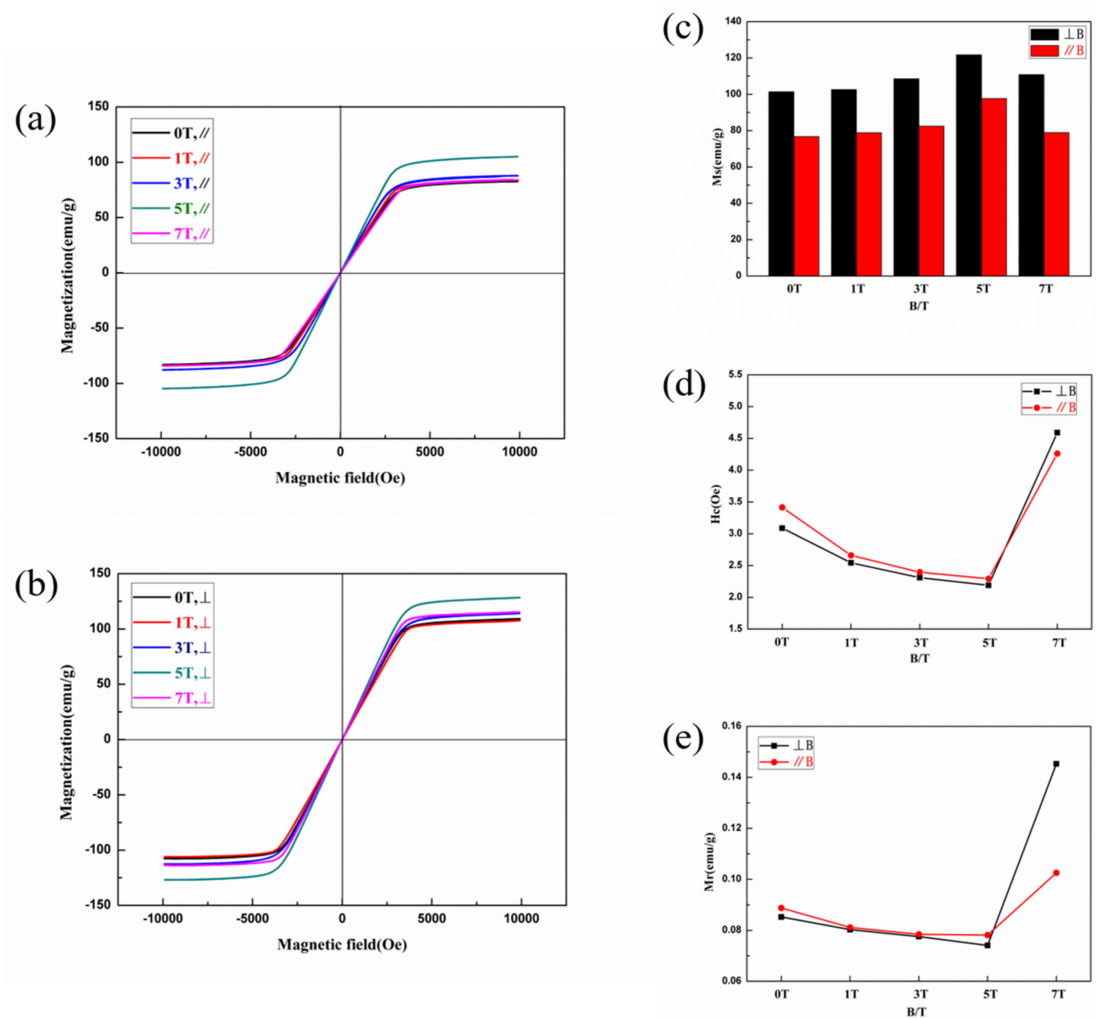 (a)
150
100
50
0
-50
-100
-150
Magnetization(emu/g)
0T,//
1T,//
3T,//
5T,//
7T,//
-10000 -5000 0 5000 10000
Magnetic field(Oe)
(b)
150
100
50
0
-50
-100
-150
Magnetization(emu/g)
0T,⊥
1T,⊥
3T,⊥
5T,⊥
7T,⊥
-10000 -5000 0 5000 10000
Magnetic field(Oe)
(c)
140
120
100
80
60
40
20
0
Ms(emu/g)
⊥B
//B
0T 1T 3T 5T 7T
B/T
(d)
5.5
5.0
4.5
4.0
3.5
3.0
2.5
2.0
1.5
Hc(Oe)
⊥B
//B
0T 1T 3T 5T 7T
B/T
(e)
0.16
0.14
0.12
0.10
0.08
0.06
Mr(emu/g)
⊥B
//B
0T 1T 3T 5T 7T
B/T